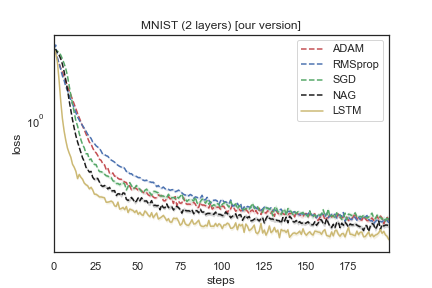 MNIST (2 layers) [our version]
ADAM
RMSprop
SGD
NAG
LSTM
10^0
loss
0 25 50 75 100 125 150 175
steps